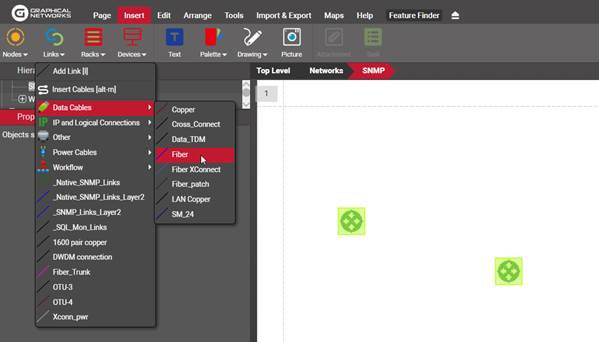 GRAPHICAL
NETWORKS
Page Insert Edit Arrange Tools Import & Export Maps Help Feature Finder
Nodes Links Racks Devices Text Palette Drawing Picture Attachment Task
Hiera
Top Level Networks SNMP
Add Link [l]
Insert Cables [alt-m]
1
W
Data Cables
Copper
Prop
IP and Logical Connections
Cross_Connect
Objects s
Other
Data_TDM
Power Cables
Fiber
Workflow
Fiber XConnect
_Native_SNMP_Links
Fiber_patch
_Native_SNMP_Links_Layer2
LAN Copper
_SNMP_Links_Layer2
SM_24
_SQL_Mon_Links
1600 pair copper
DWDM connection
Fiber_Trunk
OTU-3
OTU-4
Xconn_pwr